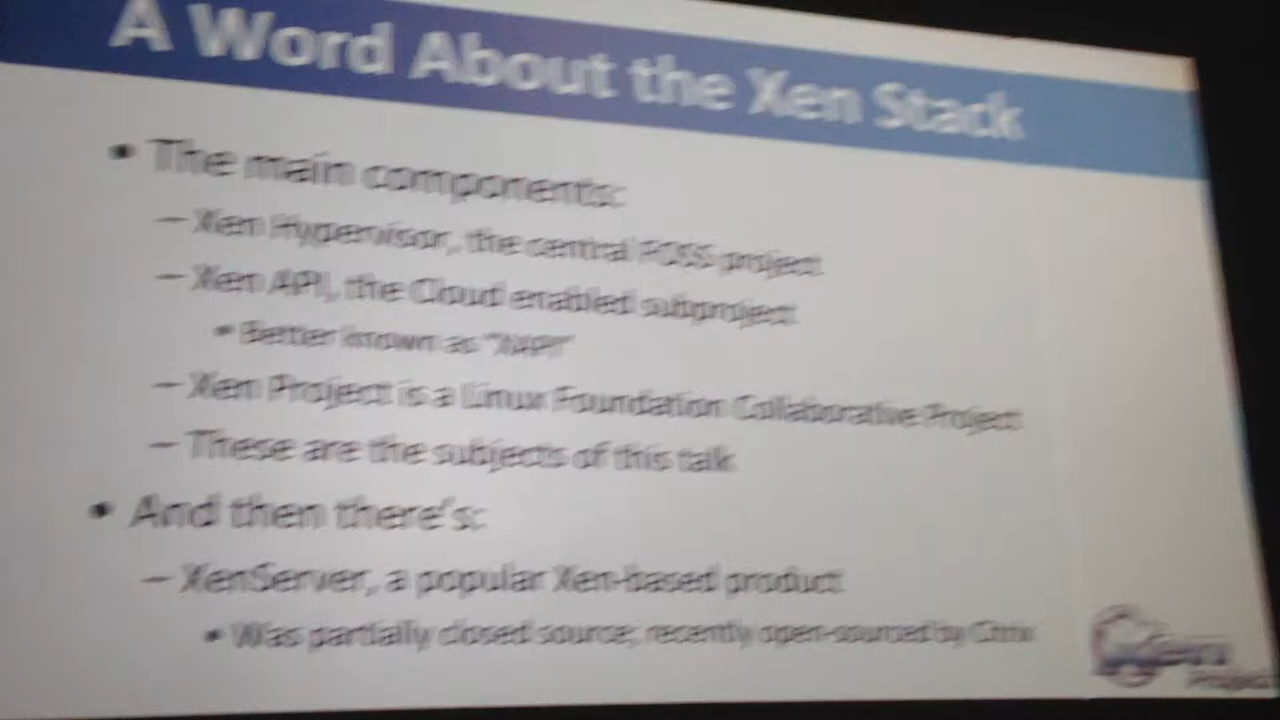 A Word About the Xen Stack
• The main components:
– Xen Hypervisor, the central FOSS project
– Xen API, the Cloud enabled subproject
• Better known as "XAPI"
– Xen Project is a Linux Foundation Collaborative Project
– These are the subjects of this talk
• And then there's:
– XenServer, a popular Xen-based product
• Was partially closed source; recently open-sourced by Citrix
Xen
Project